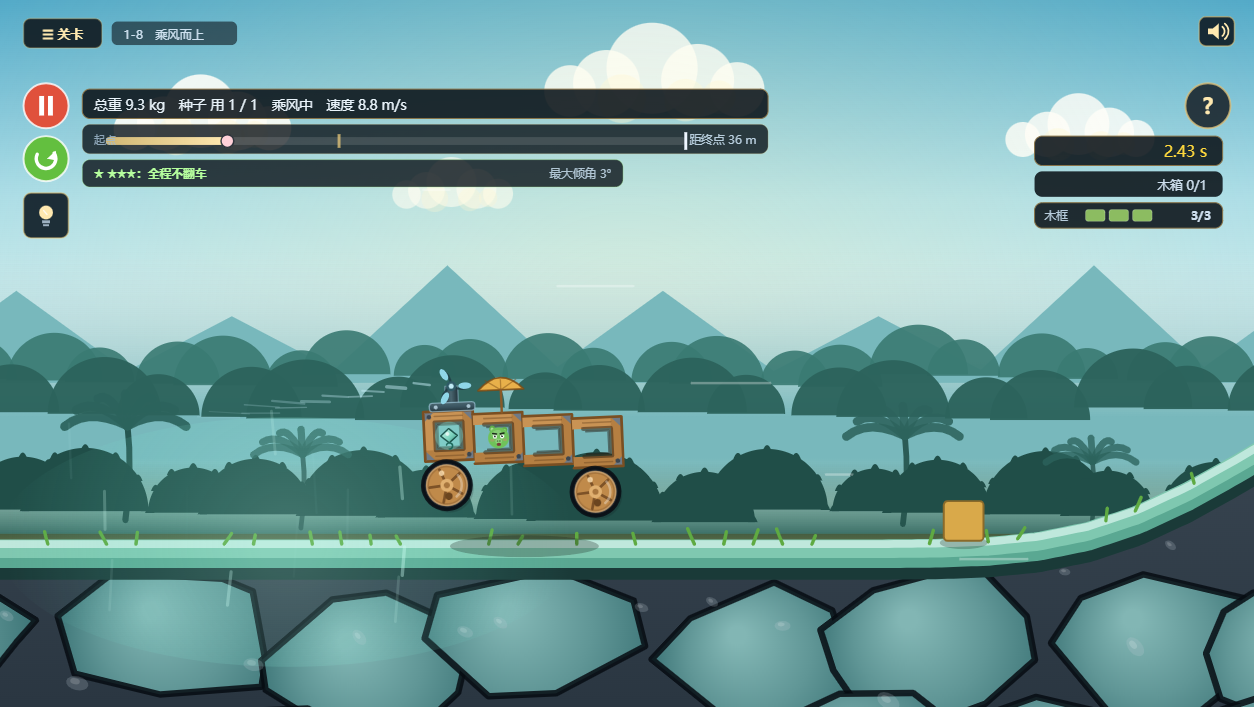 ☰ 关卡
1-8 乘风而上
总重 9.3 kg 种子 用 1 / 1 乘风中 速度 8.8 m/s
起点 距终点 36 m
★ ★★★: 全程不翻车 最大倾角 3°
?
2.43 s
木箱 0/1
木框 3/3